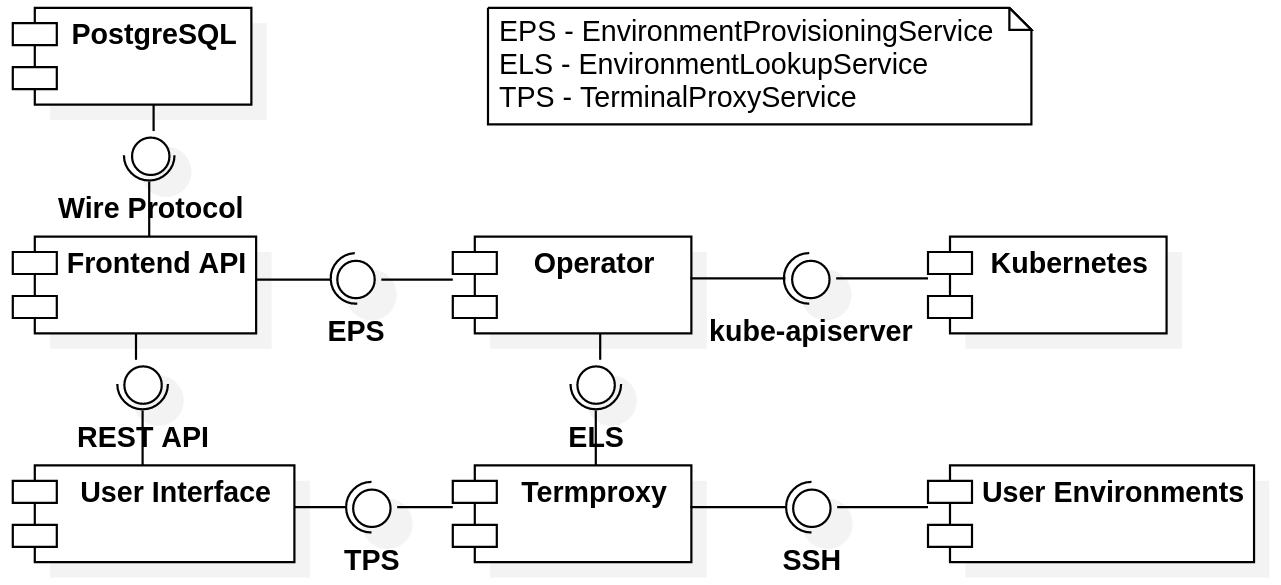 PostgreSQL
EPS - EnvironmentProvisioningService
ELS - EnvironmentLookupService
TPS - TerminalProxyService
Wire Protocol
Frontend API
Operator
Kubernetes
EPS
kube-apiserver
REST API
ELS
User Interface
Termproxy
User Environments
TPS
SSH